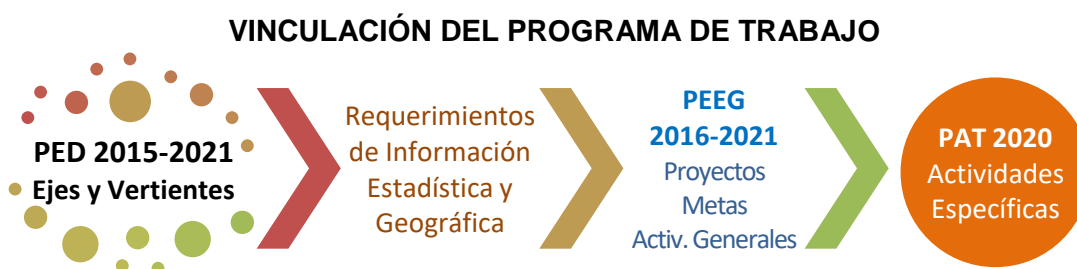 VINCULACIÓN DEL PROGRAMA DE TRABAJO
PED 2015-2021
Ejes y Vertientes
Requerimientos
de Información
Estadística y
Geográfica
PEEG
2016-2021
Proyectos
Metas
Activ. Generales
PAT 2020
Actividades
Específicas